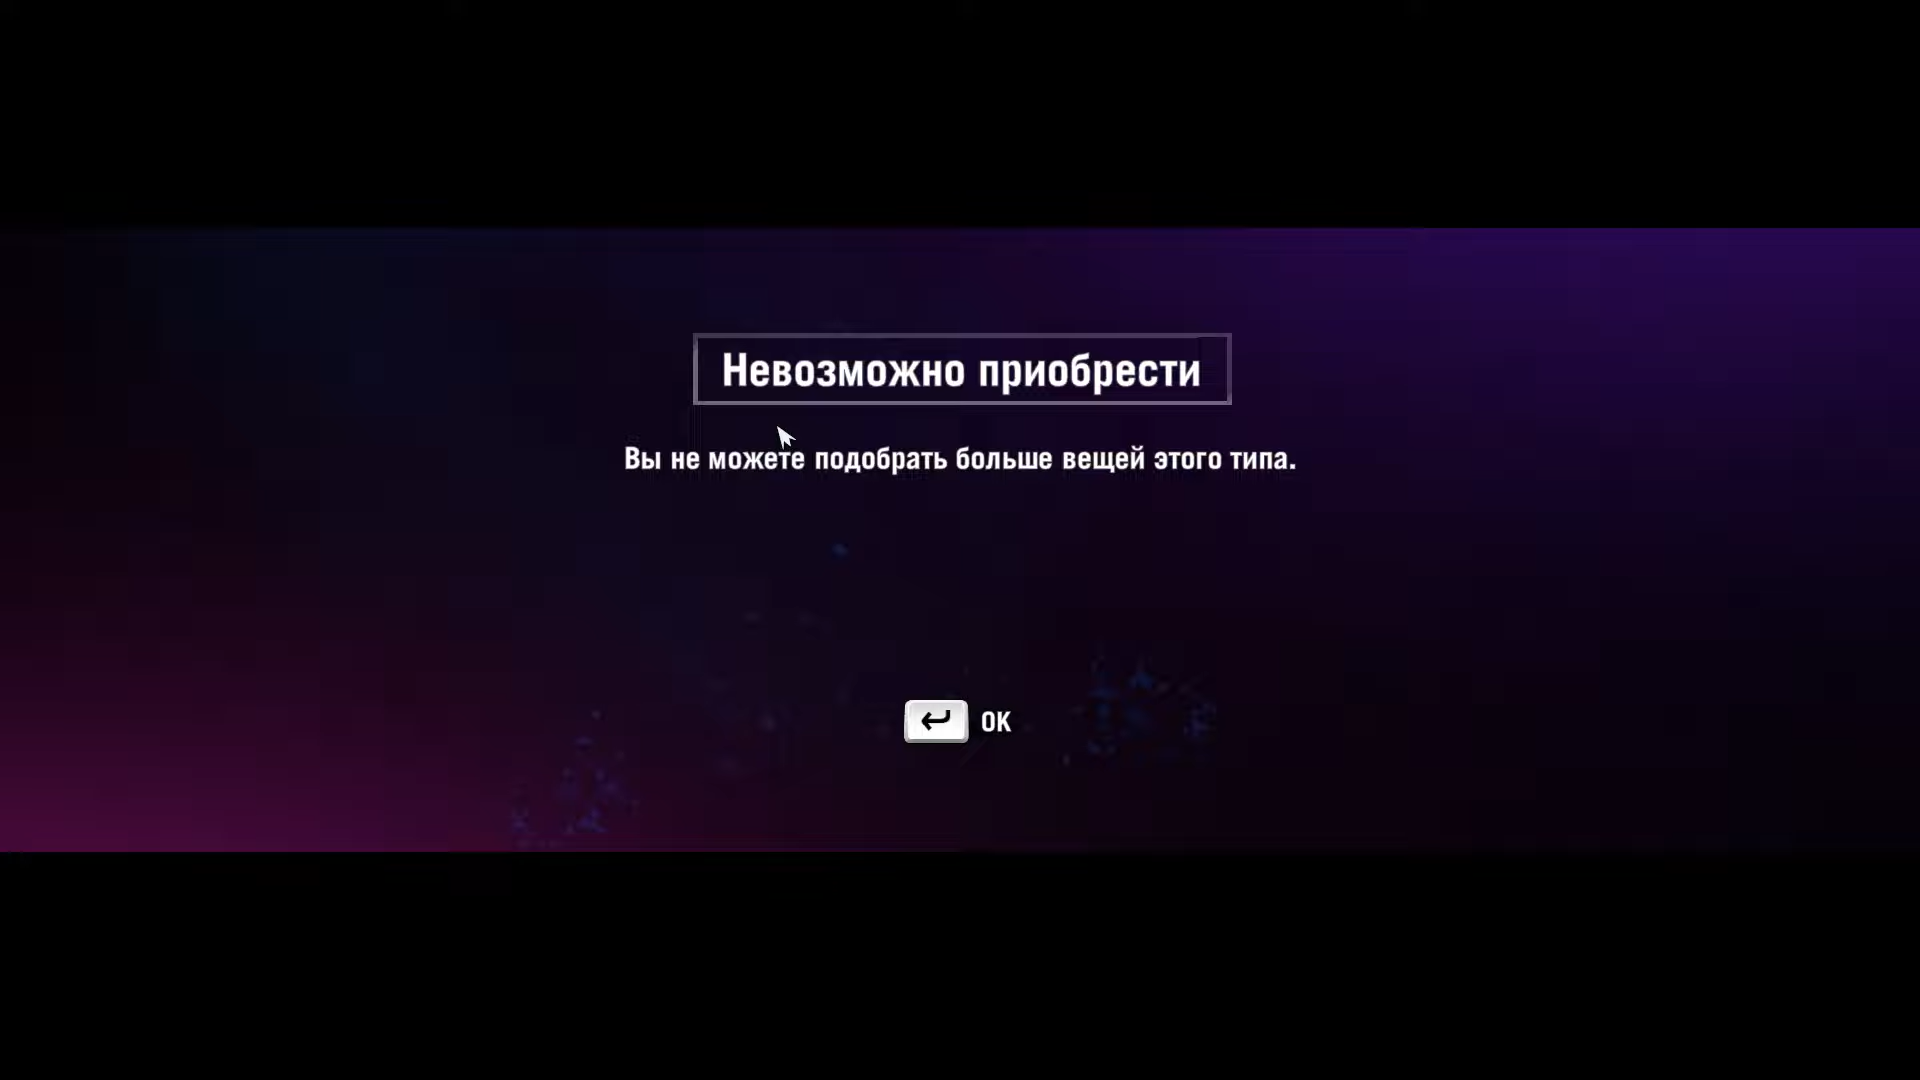 Невозможно приобрести
Вы не можете подобрать больше вещей этого типа.
OK